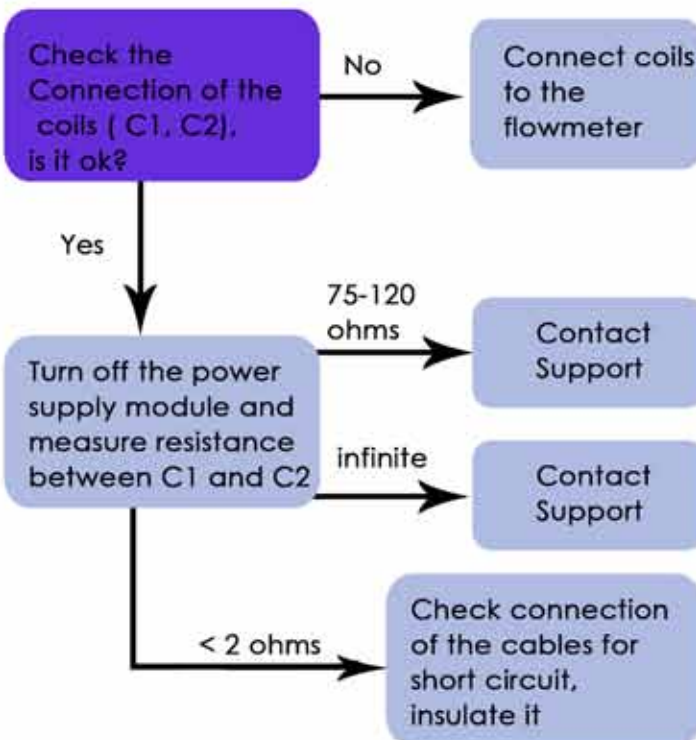 Check the
Connection of the
coils ( C1, C2),
is it ok?
No
Connect coils
to the
flowmeter
Yes
75-120
ohms
Contact
Support
Turn off the power
supply module and
measure resistance
between C1 and C2
infinite
Contact
Support
< 2 ohms
Check connection
of the cables for
short circuit,
insulate it